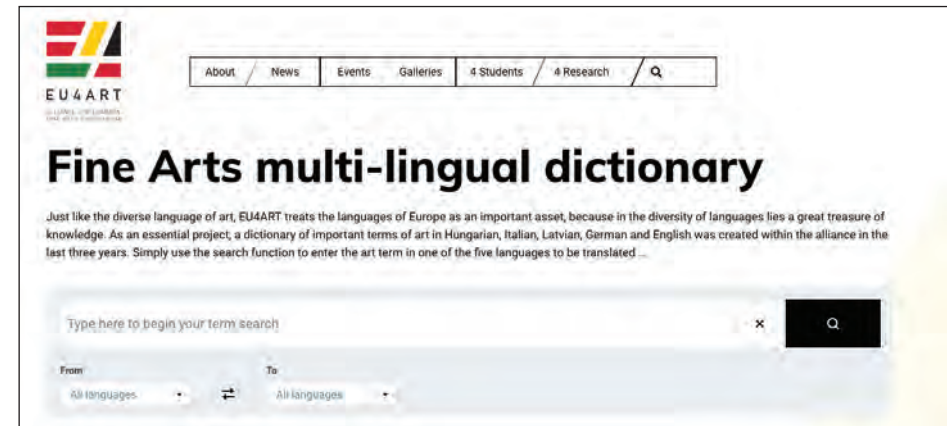 EU4ART
About News Events Galleries 4 Students 4 Research
Fine Arts multi-lingual dictionary
Just like the diverse language of art, EU4ART treats the languages of Europe as an important asset, because in the diversity of languages lies a great treasure of
knowledge. As an essential project, a dictionary of important terms of art in Hungarian, Italian, Latvian, German and English was created within the alliance in the
last three years. Simply use the search function to enter the art term in one of the five languages to be translated ...
Type here to begin your term search
From To
All languages All languages